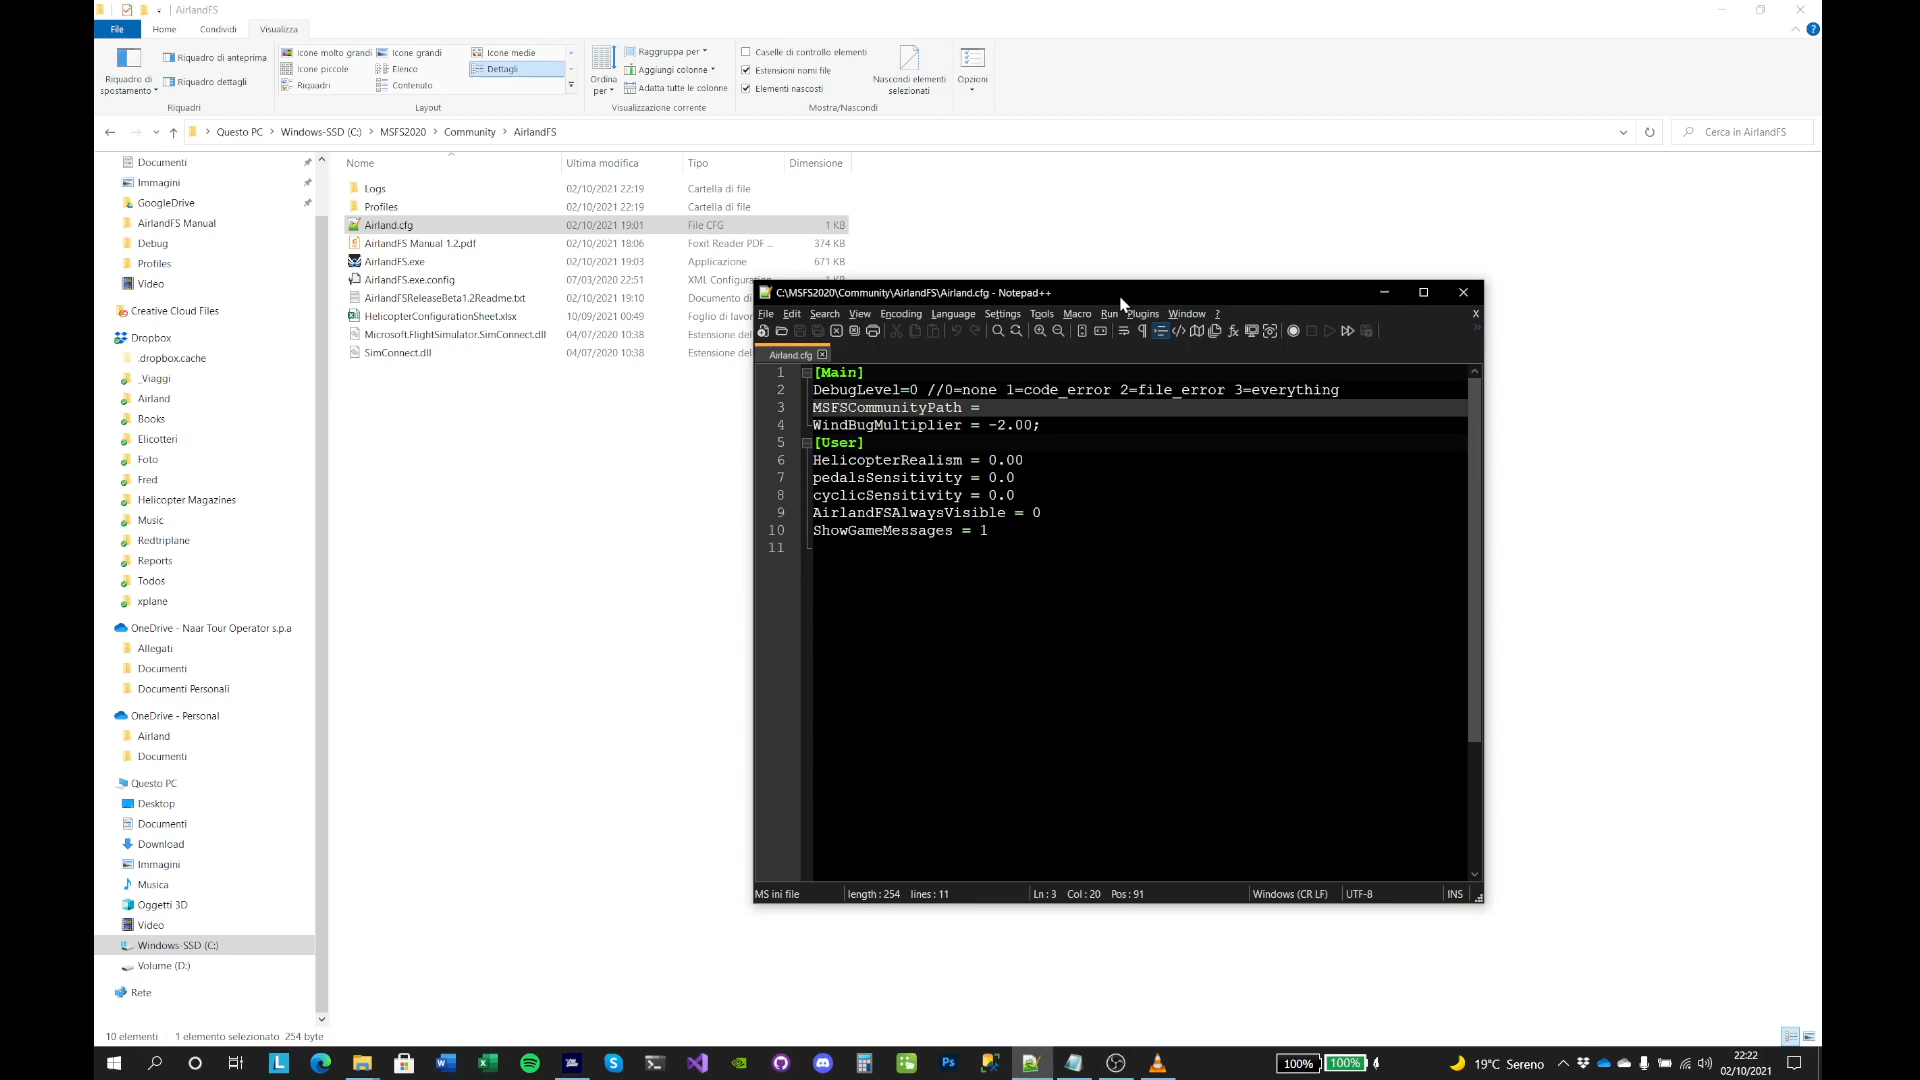 AirlandFS
File Home Condividi Visualizza
Riquadro di spostamento
Riquadro di anteprima
Riquadro dettagli
Riquadri
Icone molto grandi Icone grandi Icone medie
Icone piccole Elenco Dettagli
Riquadri Contenuto
Layout
Ordina per
Raggruppa per
Aggiungi colonne
Adatta tutte le colonne
Visualizzazione corrente
Caselle di controllo elementi
Estensioni nomi file
Elementi nascosti
Nascondi elementi selezionati
Mostra/Nascondi
Opzioni
Questo PC > Windows-SSD (C:) > MSFS2020 > Community > AirlandFS
Cerca in AirlandFS
Documenti
Immagini
GoogleDrive
AirlandFS Manual
Debug
Profiles
Video
Creative Cloud Files
Dropbox
.dropbox.cache
_Viaggi
Airland
Books
Elicotteri
Foto
Fred
Helicopter Magazines
Music
Redtriplane
Reports
Todos
xplane
OneDrive - Naar Tour Operator s.p.a
Allegati
Documenti
Documenti Personali
OneDrive - Personal
Airland
Documenti
Questo PC
Desktop
Documenti
Download
Immagini
Musica
Oggetti 3D
Video
Windows-SSD (C:)
Volume (D:)
Rete
Nome Ultima modifica Tipo Dimensione
Logs 02/10/2021 22:19 Cartella di file
Profiles 02/10/2021 22:19 Cartella di file
Airland.cfg 02/10/2021 19:01 File CFG 1 KB
AirlandFS Manual 1.2.pdf 02/10/2021 18:06 Foxit Reader PDF ... 374 KB
AirlandFS.exe 02/10/2021 19:03 Applicazione 671 KB
AirlandFS.exe.config 07/03/2020 22:51 XML Configuration 1 KB
AirlandFSReleaseBeta1.2Readme.txt 02/10/2021 19:10 Documento di
HelicopterConfigurationSheet.xlsx 10/09/2021 00:49 Foglio di lavor
Microsoft.FlightSimulator.SimConnect.dll 04/07/2020 10:38 Estensione del
SimConnect.dll 04/07/2020 10:38 Estensione del
C:\MSFS2020\Community\AirlandFS\Airland.cfg - Notepad++
File Edit Search View Encoding Language Settings Tools Macro Run Plugins Window ? X
Airland.cfg
1 [Main]
2 DebugLevel=0 //0=none 1=code_error 2=file_error 3=everything
3 MSFSCommunityPath =
4 WindBugMultiplier = -2.00;
5 [User]
6 HelicopterRealism = 0.00
7 pedalsSensitivity = 0.0
8 cyclicSensitivity = 0.0
9 AirlandFSAlwaysVisible = 0
10 ShowGameMessages = 1
11
MS ini file length : 254 lines : 11 Ln : 3 Col : 20 Pos : 91 Windows (CR LF) UTF-8 INS
10 elementi 1 elemento selezionato 254 byte
100% 100% 19°C Sereno 22:22
02/10/2021